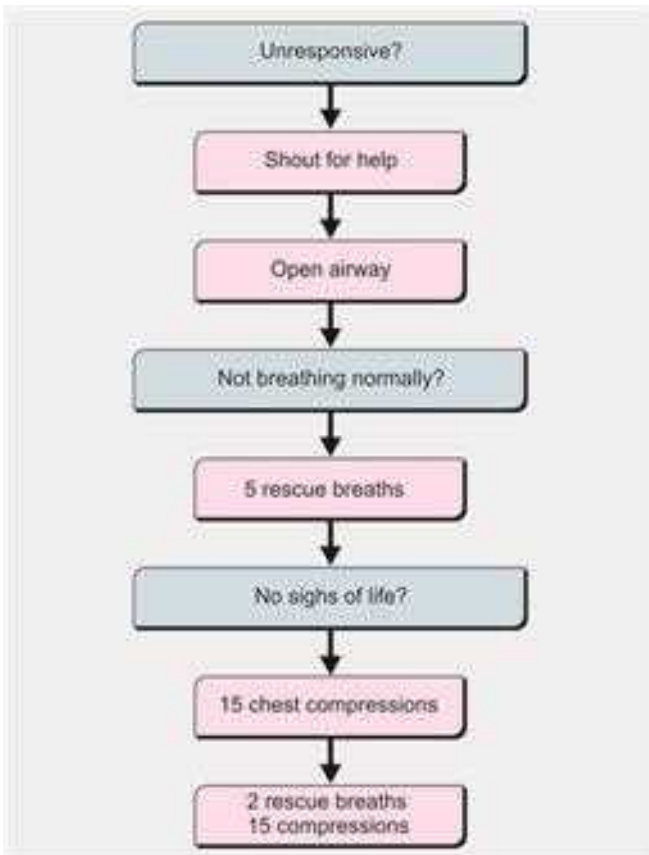 Unresponsive?
Shout for help
Open airway
Not breathing normally?
5 rescue breaths
No sighs of life?
15 chest compressions
2 rescue breaths
15 compressions